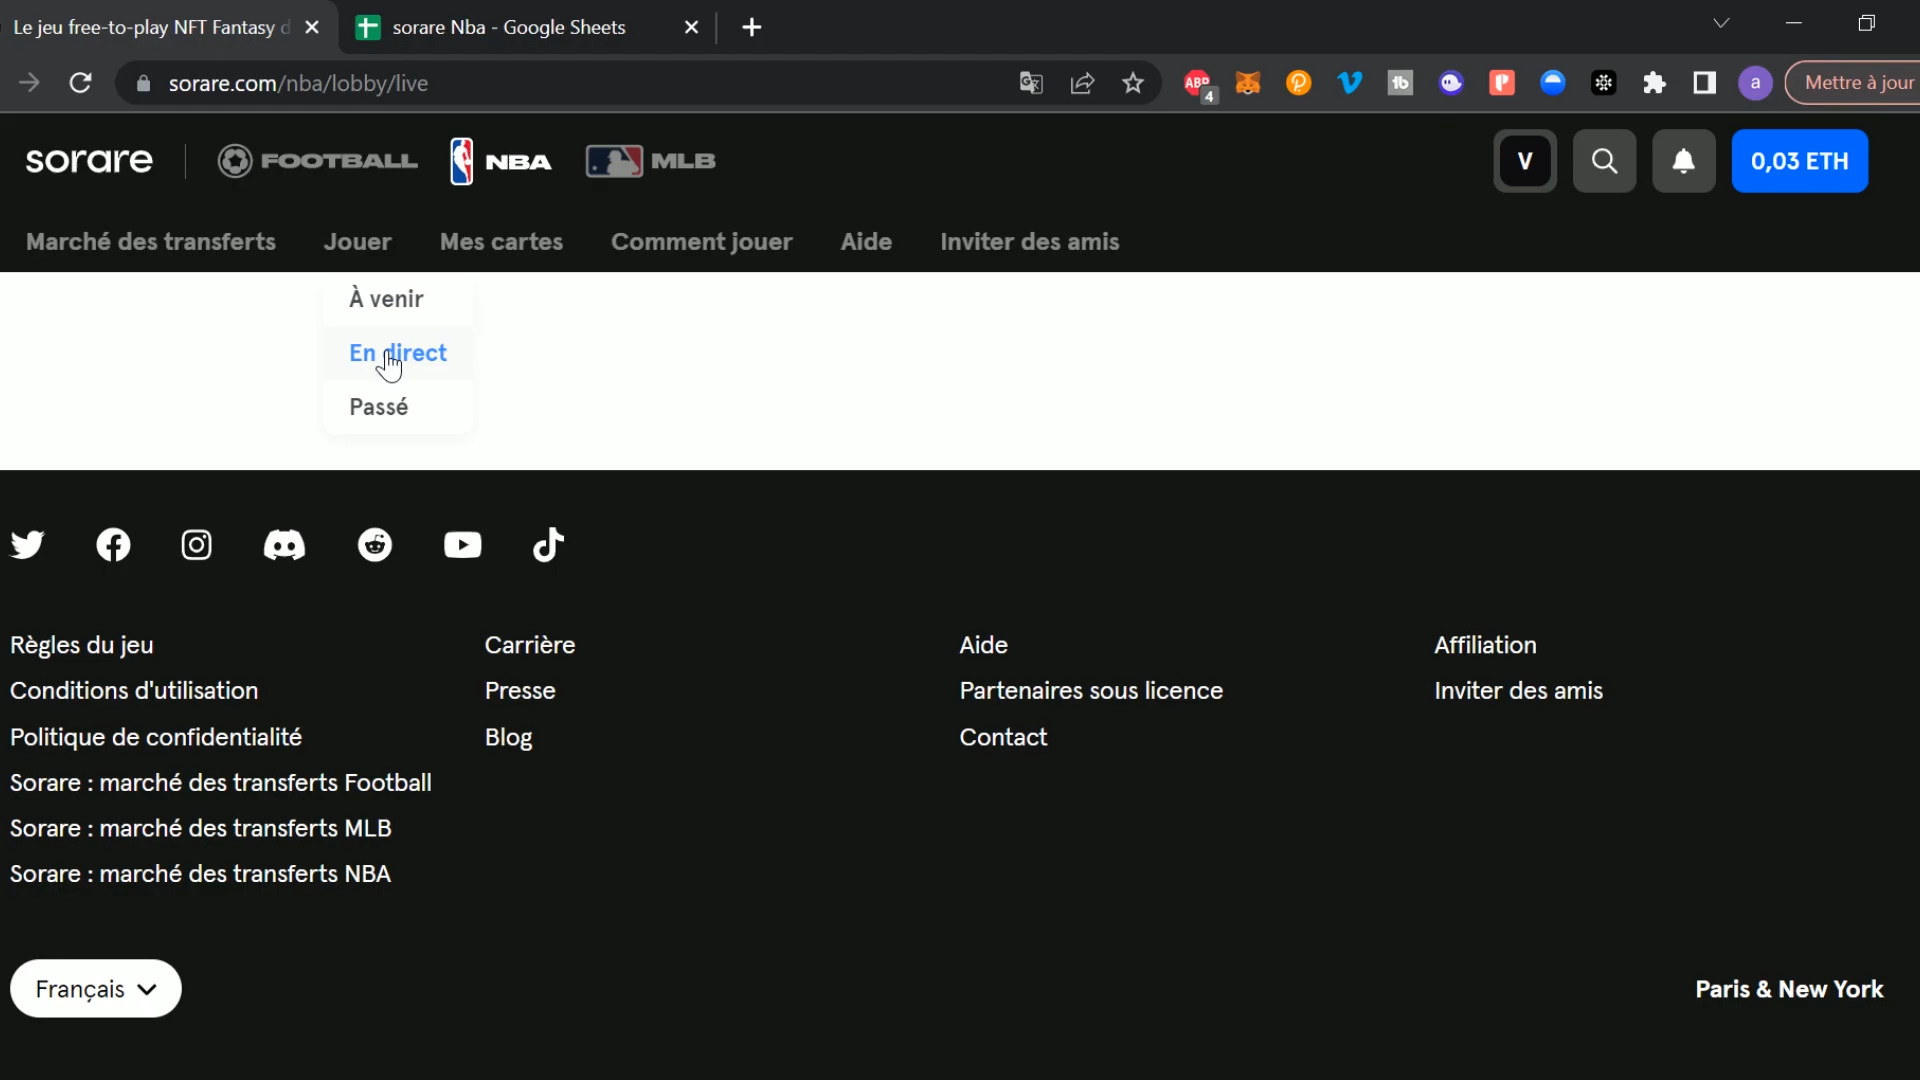 Le jeu free-to-play NFT Fantasy d
sorare Nba - Google Sheets
sorare.com/nba/lobby/live
ABP
4
tb
a
Mettre à jour
sorare
FOOTBALL
NBA
MLB
V
0,03 ETH
Marché des transferts
Jouer
Mes cartes
Comment jouer
Aide
Inviter des amis
À venir
En direct
Passé
Règles du jeu
Carrière
Aide
Affiliation
Conditions d'utilisation
Presse
Partenaires sous licence
Inviter des amis
Politique de confidentialité
Blog
Contact
Sorare : marché des transferts Football
Sorare : marché des transferts MLB
Sorare : marché des transferts NBA
Français
Paris & New York